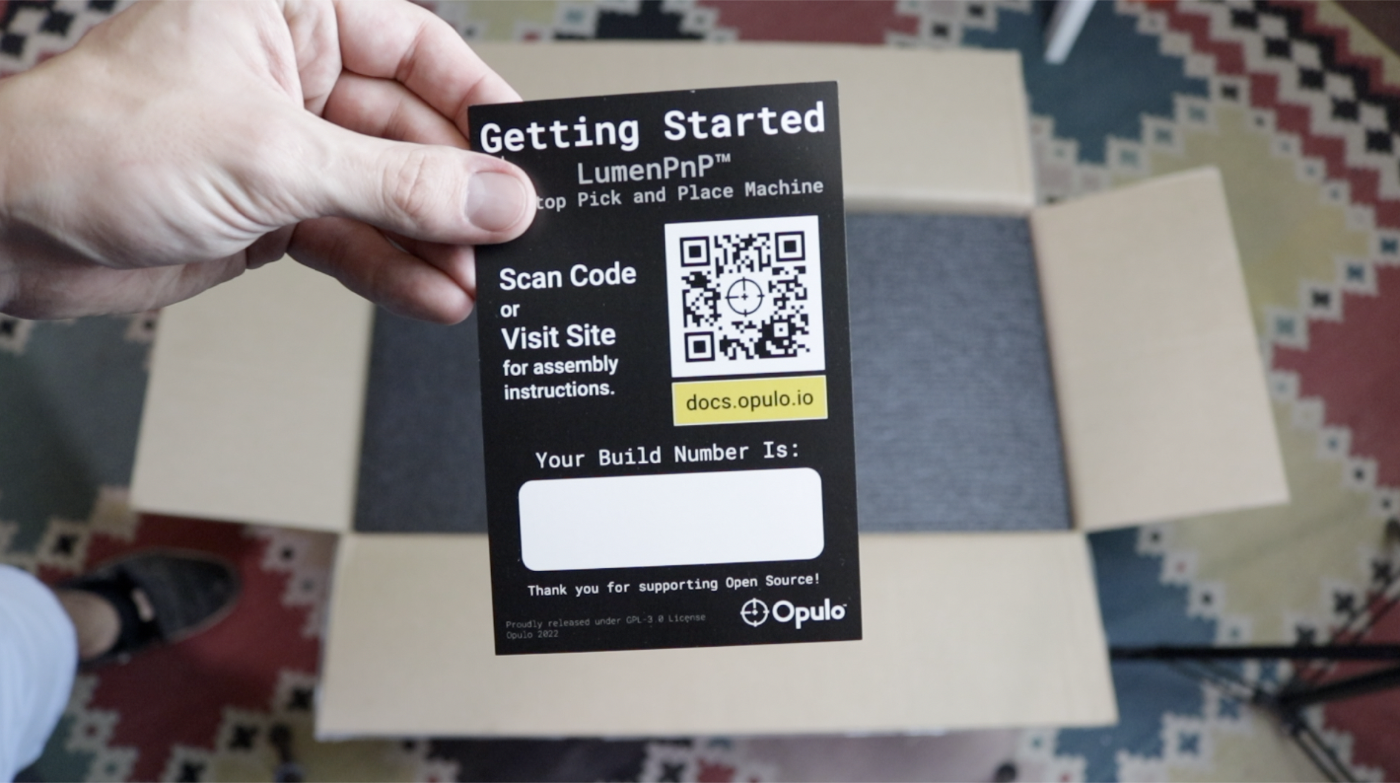 Getting Started
LumenPnP™
top Pick and Place Machine
Scan Code
or
Visit Site
for assembly
instructions.
docs.opulo.io
Your Build Number Is:
Thank you for supporting Open Source!
Proudly released under GPL-3 0 License
Opulo 2022
Opulo